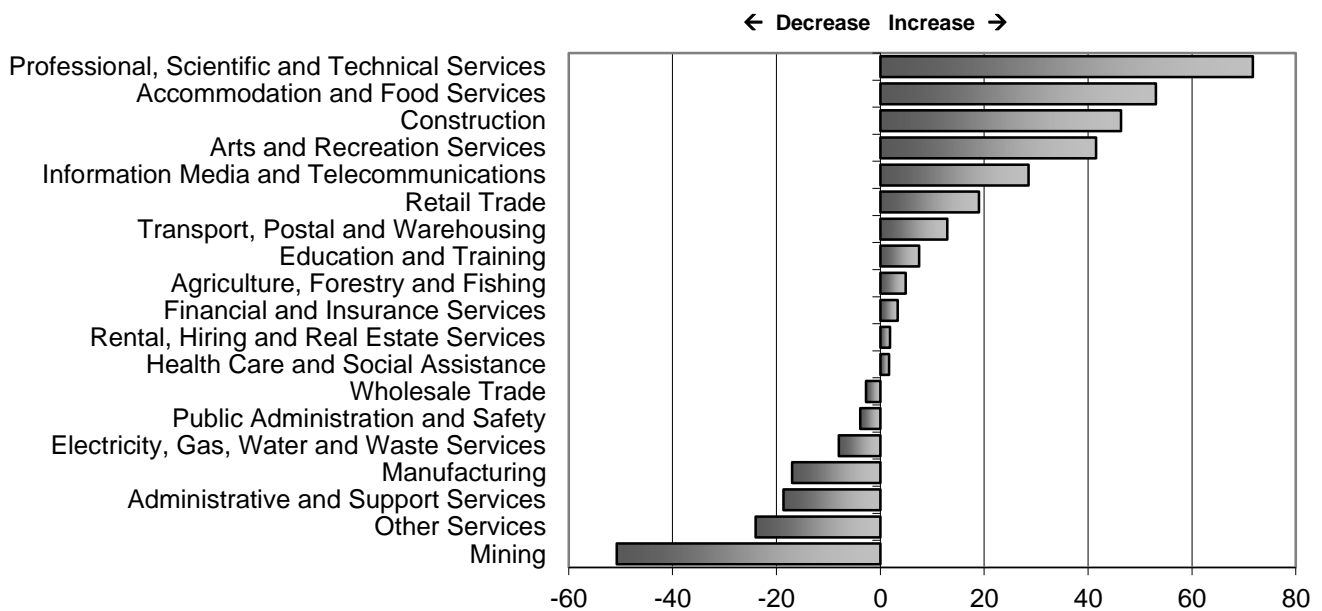 ← Decrease Increase →
Professional, Scientific and Technical Services
Accommodation and Food Services
Construction
Arts and Recreation Services
Information Media and Telecommunications
Retail Trade
Transport, Postal and Warehousing
Education and Training
Agriculture, Forestry and Fishing
Financial and Insurance Services
Rental, Hiring and Real Estate Services
Health Care and Social Assistance
Wholesale Trade
Public Administration and Safety
Electricity, Gas, Water and Waste Services
Manufacturing
Administrative and Support Services
Other Services
Mining
-60 -40 -20 0 20 40 60 80